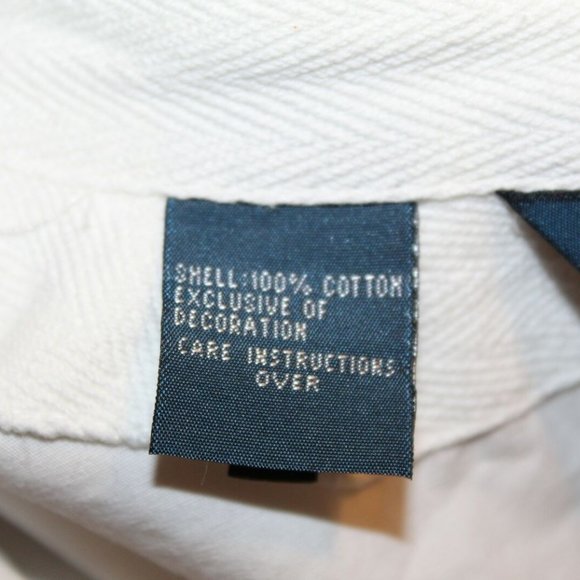 SHELL:100% COTTON
EXCLUSIVE OF
DECORATION
CARE INSTRUCTIONS
OVER